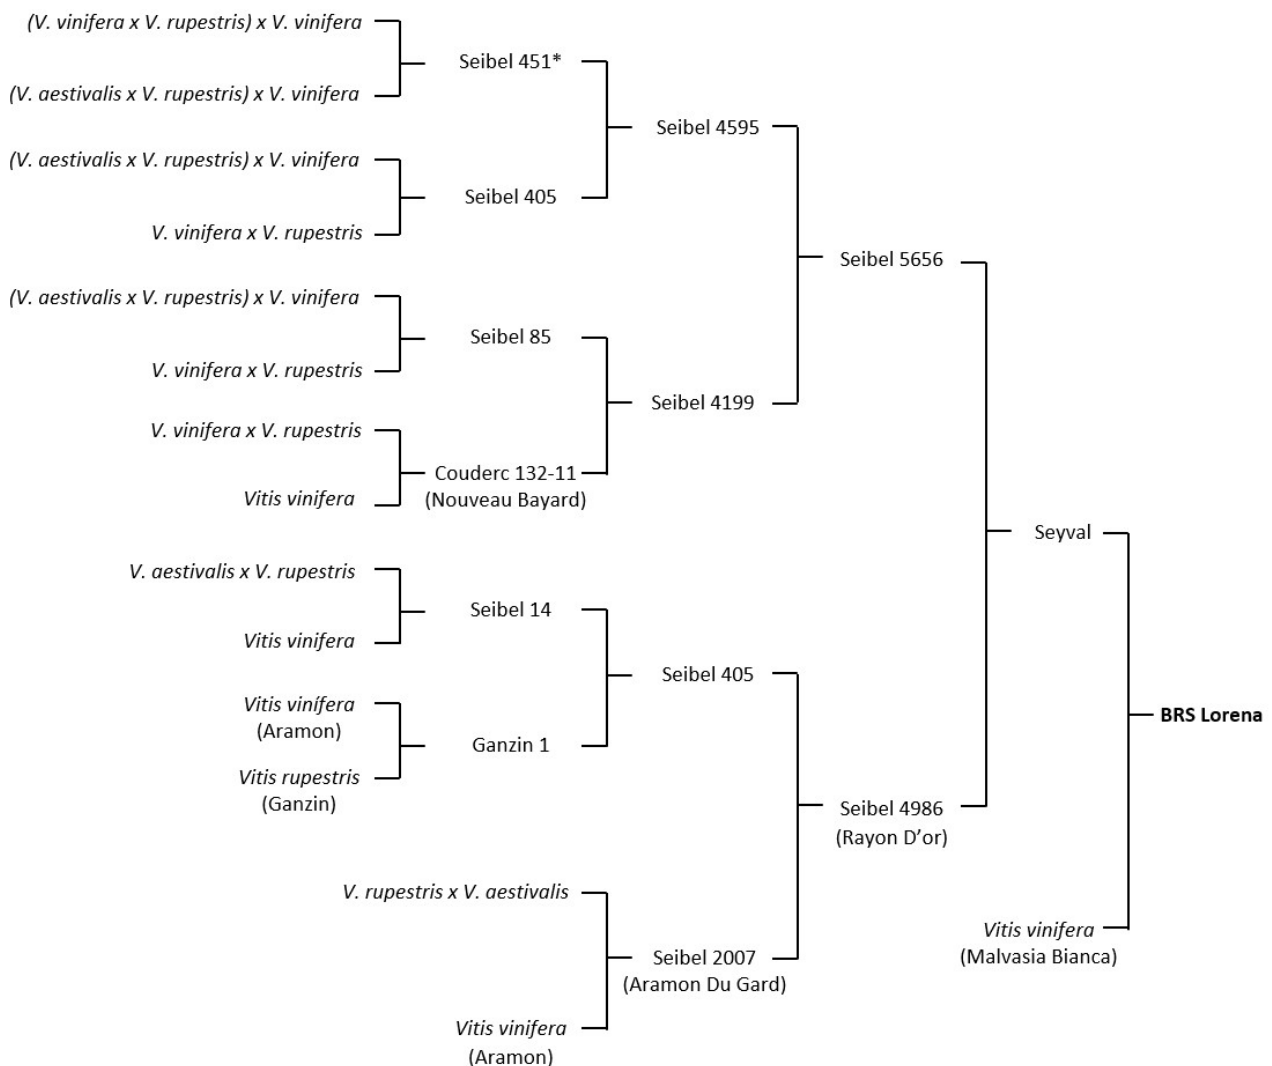 (V. vinifera x V. rupestris) x V. vinifera
Seibel 451*
(V. aestivalis x V. rupestris) x V. vinifera
Seibel 4595
(V. aestivalis x V. rupestris) x V. vinifera
Seibel 405
V. vinifera x V. rupestris
Seibel 5656
(V. aestivalis x V. rupestris) x V. vinifera
Seibel 85
V. vinifera x V. rupestris
Seibel 4199
V. vinifera x V. rupestris
Couderc 132-11
(Nouveau Bayard)
Vitis vinifera
Seyval
V. aestivalis x V. rupestris
Seibel 14
Vitis vinifera
Seibel 405
Vitis vinífera
(Aramon)
Ganzin 1
Vitis rupestris
(Ganzin)
BRS Lorena
Seibel 4986
(Rayon D’or)
V. rupestris x V. aestivalis
Seibel 2007
(Aramon Du Gard)
Vitis vinifera
(Malvasia Bianca)
Vitis vinifera
(Aramon)